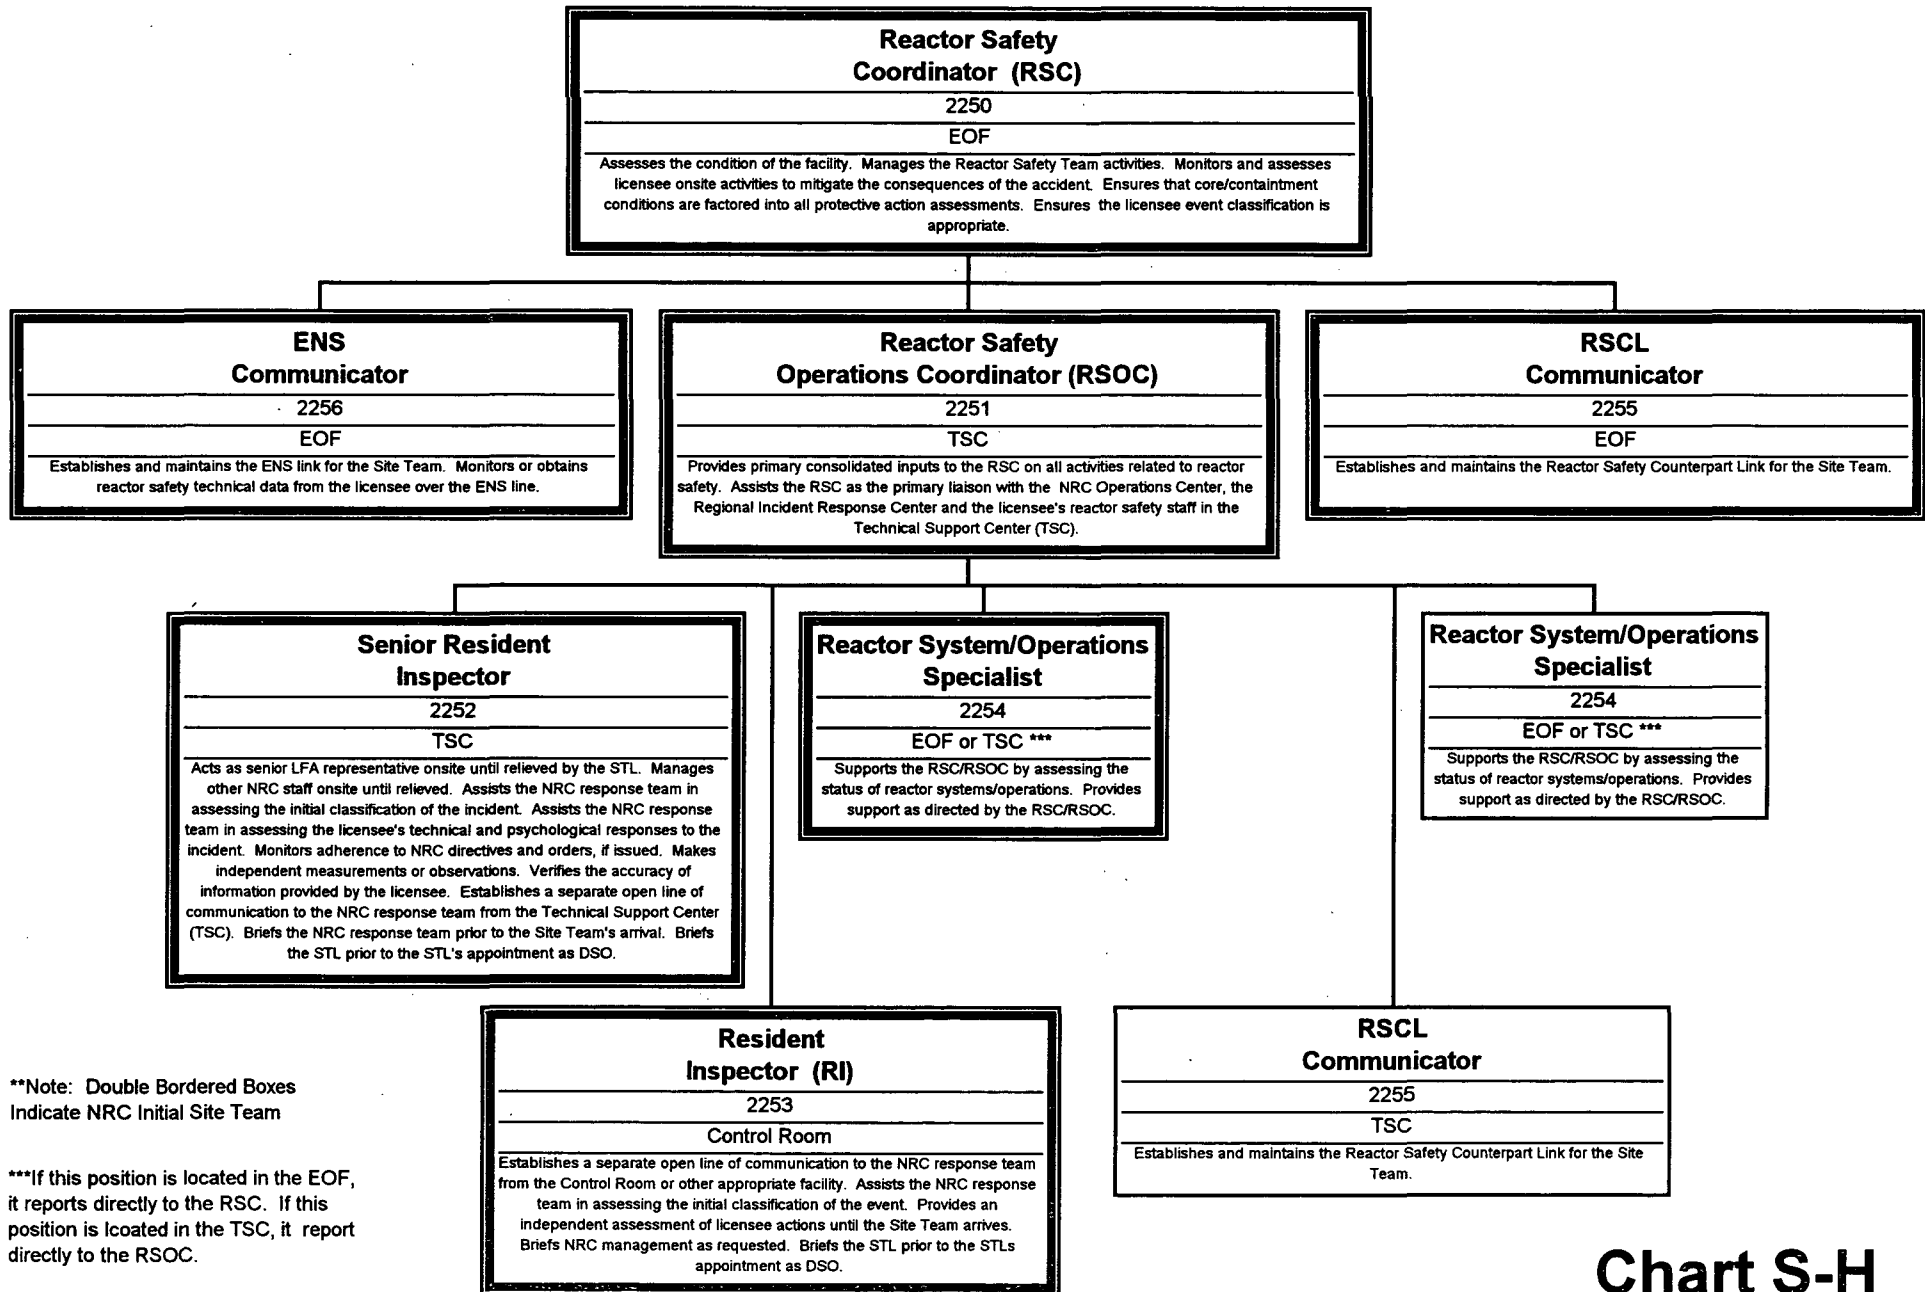 Reactor Safety
Coordinator (RSC)
2250
EOF
Assesses the condition of the facility. Manages the Reactor Safety Team activities. Monitors and assesses
licensee onsite activities to mitigate the consequences of the accident. Ensures that core/containtment
conditions are factored into all protective action assessments. Ensures the licensee event classification is
appropriate.
ENS
Communicator
2256
EOF
Establishes and maintains the ENS link for the Site Team. Monitors or obtains
reactor safety technical data from the licensee over the ENS line.
Reactor Safety
Operations Coordinator (RSOC)
2251
TSC
Provides primary consolidated inputs to the RSC on all activities related to reactor
safety. Assists the RSC as the primary liaison with the NRC Operations Center, the
Regional Incident Response Center and the licensee's reactor safety staff in the
Technical Support Center (TSC).
RSCL
Communicator
2255
EOF
Establishes and maintains the Reactor Safety Counterpart Link for the Site Team.
Senior Resident
Inspector
2252
TSC
Acts as senior LFA representative onsite until relieved by the STL. Manages
other NRC staff onsite until relieved. Assists the NRC response team in
assessing the initial classification of the incident. Assists the NRC response
team in assessing the licensee's technical and psychological responses to the
incident. Monitors adherence to NRC directives and orders, if issued. Makes
independent measurements or observations. Verifies the accuracy of
information provided by the licensee. Establishes a separate open line of
communication to the NRC response team from the Technical Support Center
(TSC). Briefs the NRC response team prior to the Site Team's arrival. Briefs
the STL prior to the STL's appointment as DSO.
Reactor System/Operations
Specialist
2254
EOF or TSC ***
Supports the RSC/RSOC by assessing the
status of reactor systems/operations. Provides
support as directed by the RSC/RSOC.
Reactor System/Operations
Specialist
2254
EOF or TSC ***
Supports the RSC/RSOC by assessing the
status of reactor systems/operations. Provides
support as directed by the RSC/RSOC.
Resident
Inspector (RI)
2253
Control Room
Establishes a separate open line of communication to the NRC response team
from the Control Room or other appropriate facility. Assists the NRC response
team in assessing the initial classification of the event. Provides an
independent assessment of licensee actions until the Site Team arrives.
Briefs NRC management as requested. Briefs the STL prior to the STLs
appointment as DSO.
RSCL
Communicator
2255
TSC
Establishes and maintains the Reactor Safety Counterpart Link for the Site
Team.
**Note: Double Bordered Boxes
Indicate NRC Initial Site Team
***If this position is located in the EOF,
it reports directly to the RSC. If this
position is lcoated in the TSC, it report
directly to the RSOC.
Chart S-H